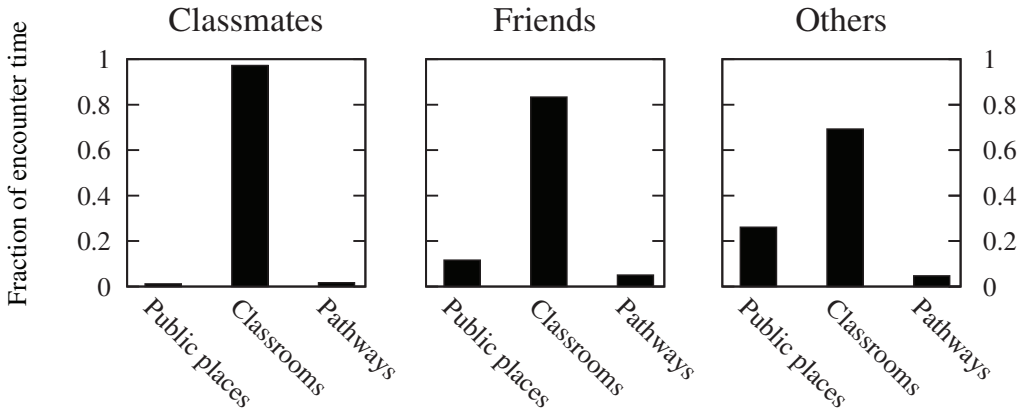 Classmates
Friends
Others
Fraction of encounter time
1
0.8
0.6
0.4
0.2
0
1
0.8
0.6
0.4
0.2
0
Public places
Classrooms
Pathways
Public places
Classrooms
Pathways
Public places
Classrooms
Pathways